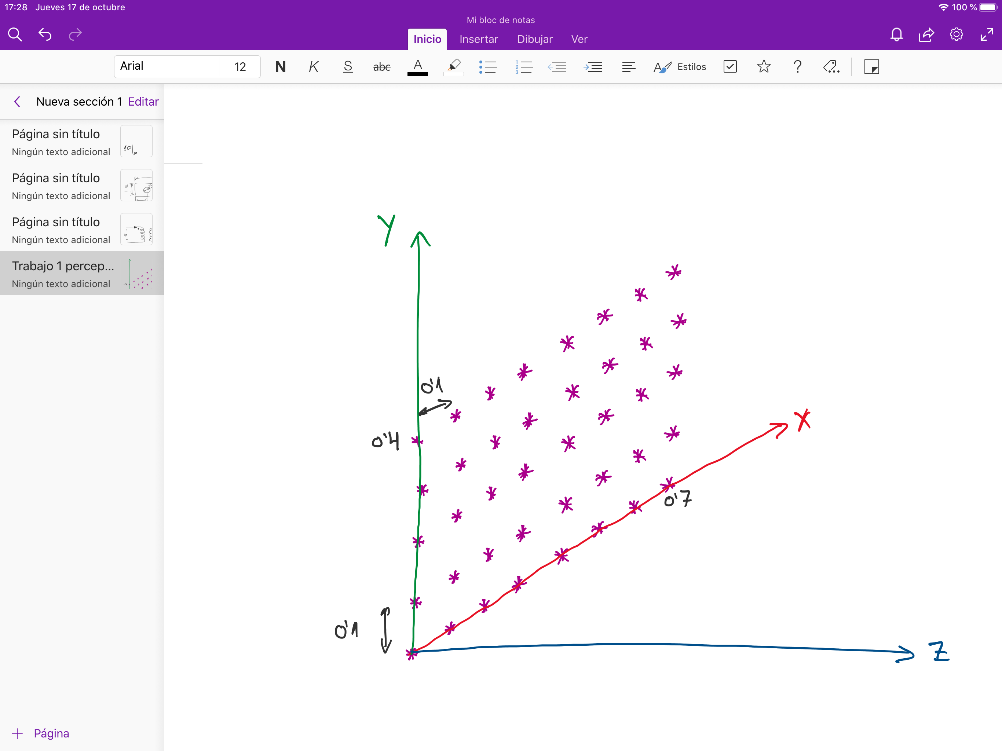 17:28 Jueves 17 de octubre
100 %
Mi bloc de notas
Inicio Insertar Dibujar Ver
Arial 12 N K S abc A Estilos
Nueva sección 1 Editar
Página sin título
Ningún texto adicional
Página sin título
Ningún texto adicional
Página sin título
Ningún texto adicional
Trabajo 1 percep...
Ningún texto adicional
Página
Y
0'1
0'4
X
0'7
0'1
Z